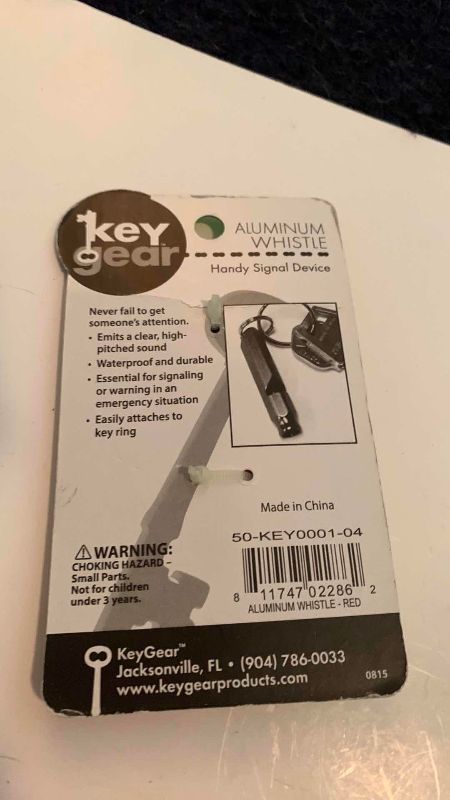 key
gear
ALUMINUM
WHISTLE
Handy Signal Device
Never fail to get
someone's attention.
• Emits a clear, high-
pitched sound
• Waterproof and durable
• Essential for signaling
or warning in an
emergency situation
• Easily attaches to
key ring
Made in China
50-KEY0001-04
⚠WARNING:
CHOKING HAZARD –
Small Parts.
Not for children
under 3 years.
8 11747 02286 2
ALUMINUM WHISTLE - RED
KeyGear™
Jacksonville, FL • (904) 786-0033
www.keygearproducts.com
0815